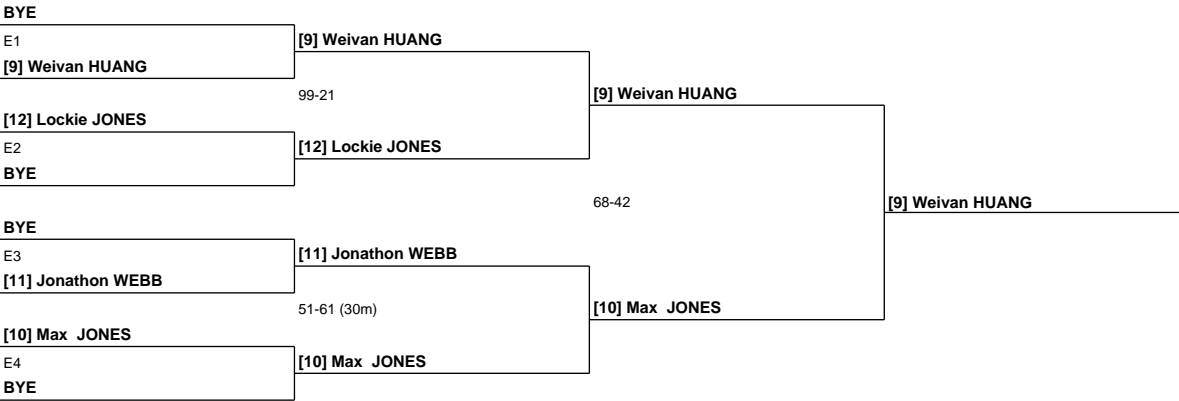 BYE
E1
[9] Weivan HUANG
[9] Weivan HUANG
99-21
[9] Weivan HUANG
[12] Lockie JONES
E2
[12] Lockie JONES
BYE
68-42
[9] Weivan HUANG
BYE
E3
[11] Jonathon WEBB
[11] Jonathon WEBB
51-61 (30m)
[10] Max  JONES
[10] Max  JONES
E4
[10] Max  JONES
BYE